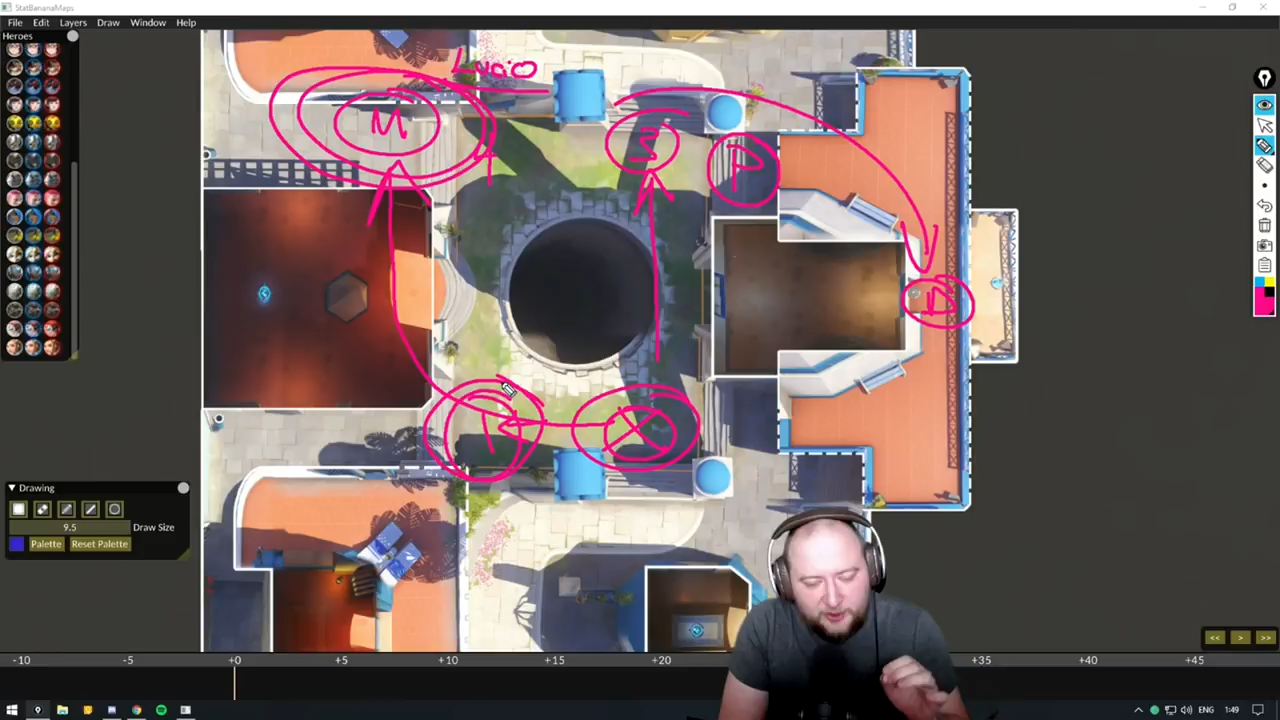 StatBananaMaps
File Edit Layers Draw Window Help
Heroes
Lucio
M
3
P
D
T
Drawing
9.5 Draw Size
Palette Reset Palette
<< > >>
-10 -5 +0 +5 +10 +15 +20 +35 +40 +45
ENG 1:49